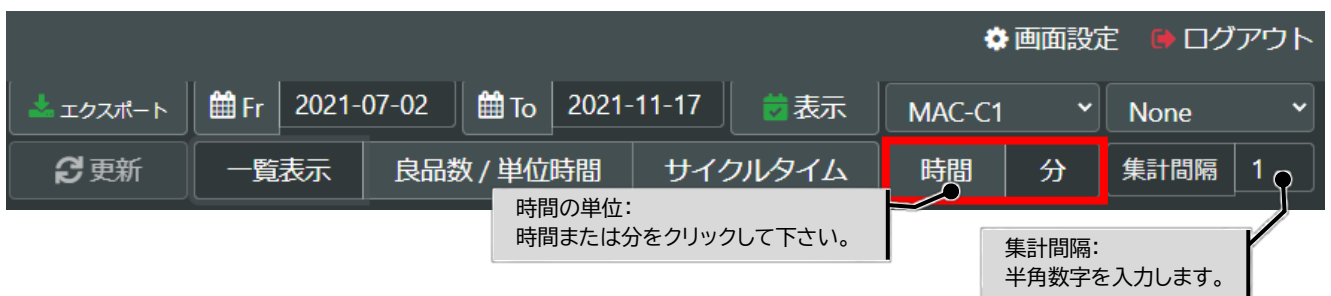 画面設定 ログアウト
エクスポート Fr 2021-07-02 To 2021-11-17 表示 MAC-C1 None
更新 一覧表示 良品数 / 単位時間 サイクルタイム 時間 分 集計間隔 1
時間の単位:
時間または分をクリックして下さい。
集計間隔:
半角数字を入力します。